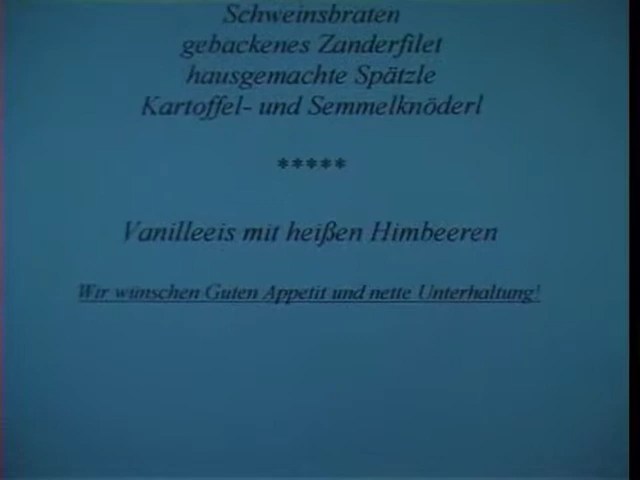 Schweinsbraten
gebackenes Zanderfilet
hausgemachte Spätzle
Kartoffel- und Semmelknöderl
*****
Vanilleeis mit heißen Himbeeren
Wir wünschen Guten Appetit und nette Unterhaltung!